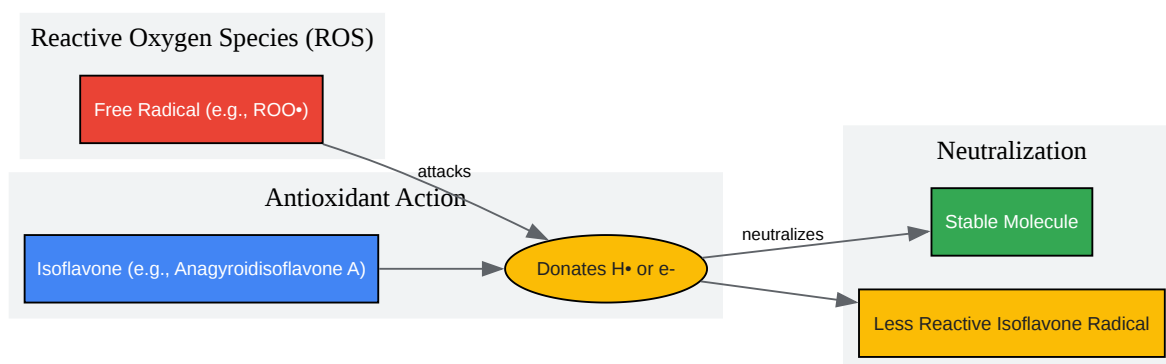 Reactive Oxygen Species (ROS)
Free Radical (e.g., ROO•)
attacks
Antioxidant Action
Isoflavone (e.g., Anagyroidisoflavone A)
Donates H• or e-
neutralizes
Neutralization
Stable Molecule
Less Reactive Isoflavone Radical